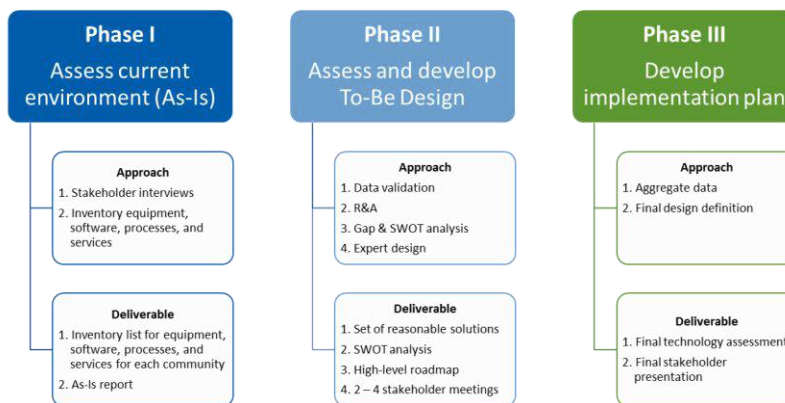 Phase I
Assess current
environment (As-Is)
Approach
1. Stakeholder interviews
2. Inventory equipment,
software, processes, and
services
Deliverable
1. Inventory list for equipment,
software, processes, and
services for each community
2. As-Is report
Phase II
Assess and develop
To-Be Design
Approach
1. Data validation
2. R&A
3. Gap & SWOT analysis
4. Expert design
Deliverable
1. Set of reasonable solutions
2. SWOT analysis
3. High-level roadmap
4. 2 – 4 stakeholder meetings
Phase III
Develop
implementation plan
Approach
1. Aggregate data
2. Final design definition
Deliverable
1. Final technology assessment
2. Final stakeholder
presentation